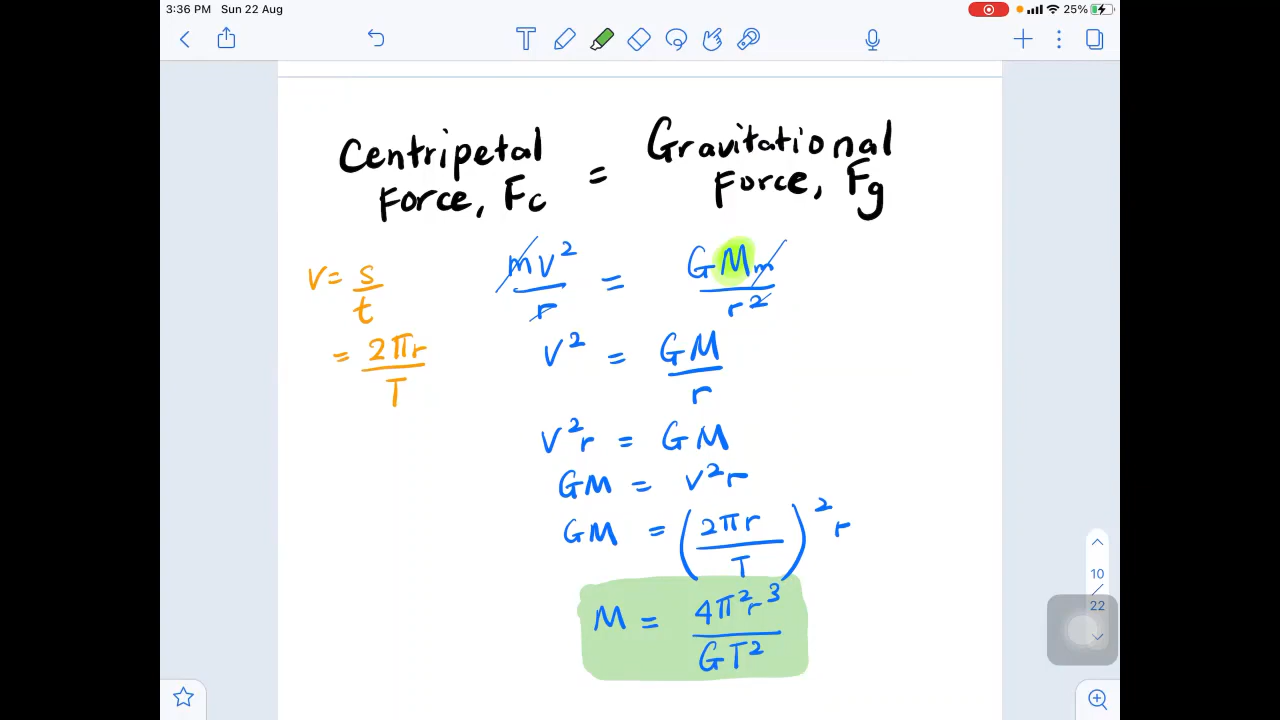 3:36 PM Sun 22 Aug
25%
T
Centripetal Force, Fc = Gravitational Force, Fg
v = s/t
= 2πr/T
mv²/r = GMm/r²
v² = GM/r
v²r = GM
GM = v²r
GM = (2πr/T)² r
M = 4π²r³/GT²
10
/
22